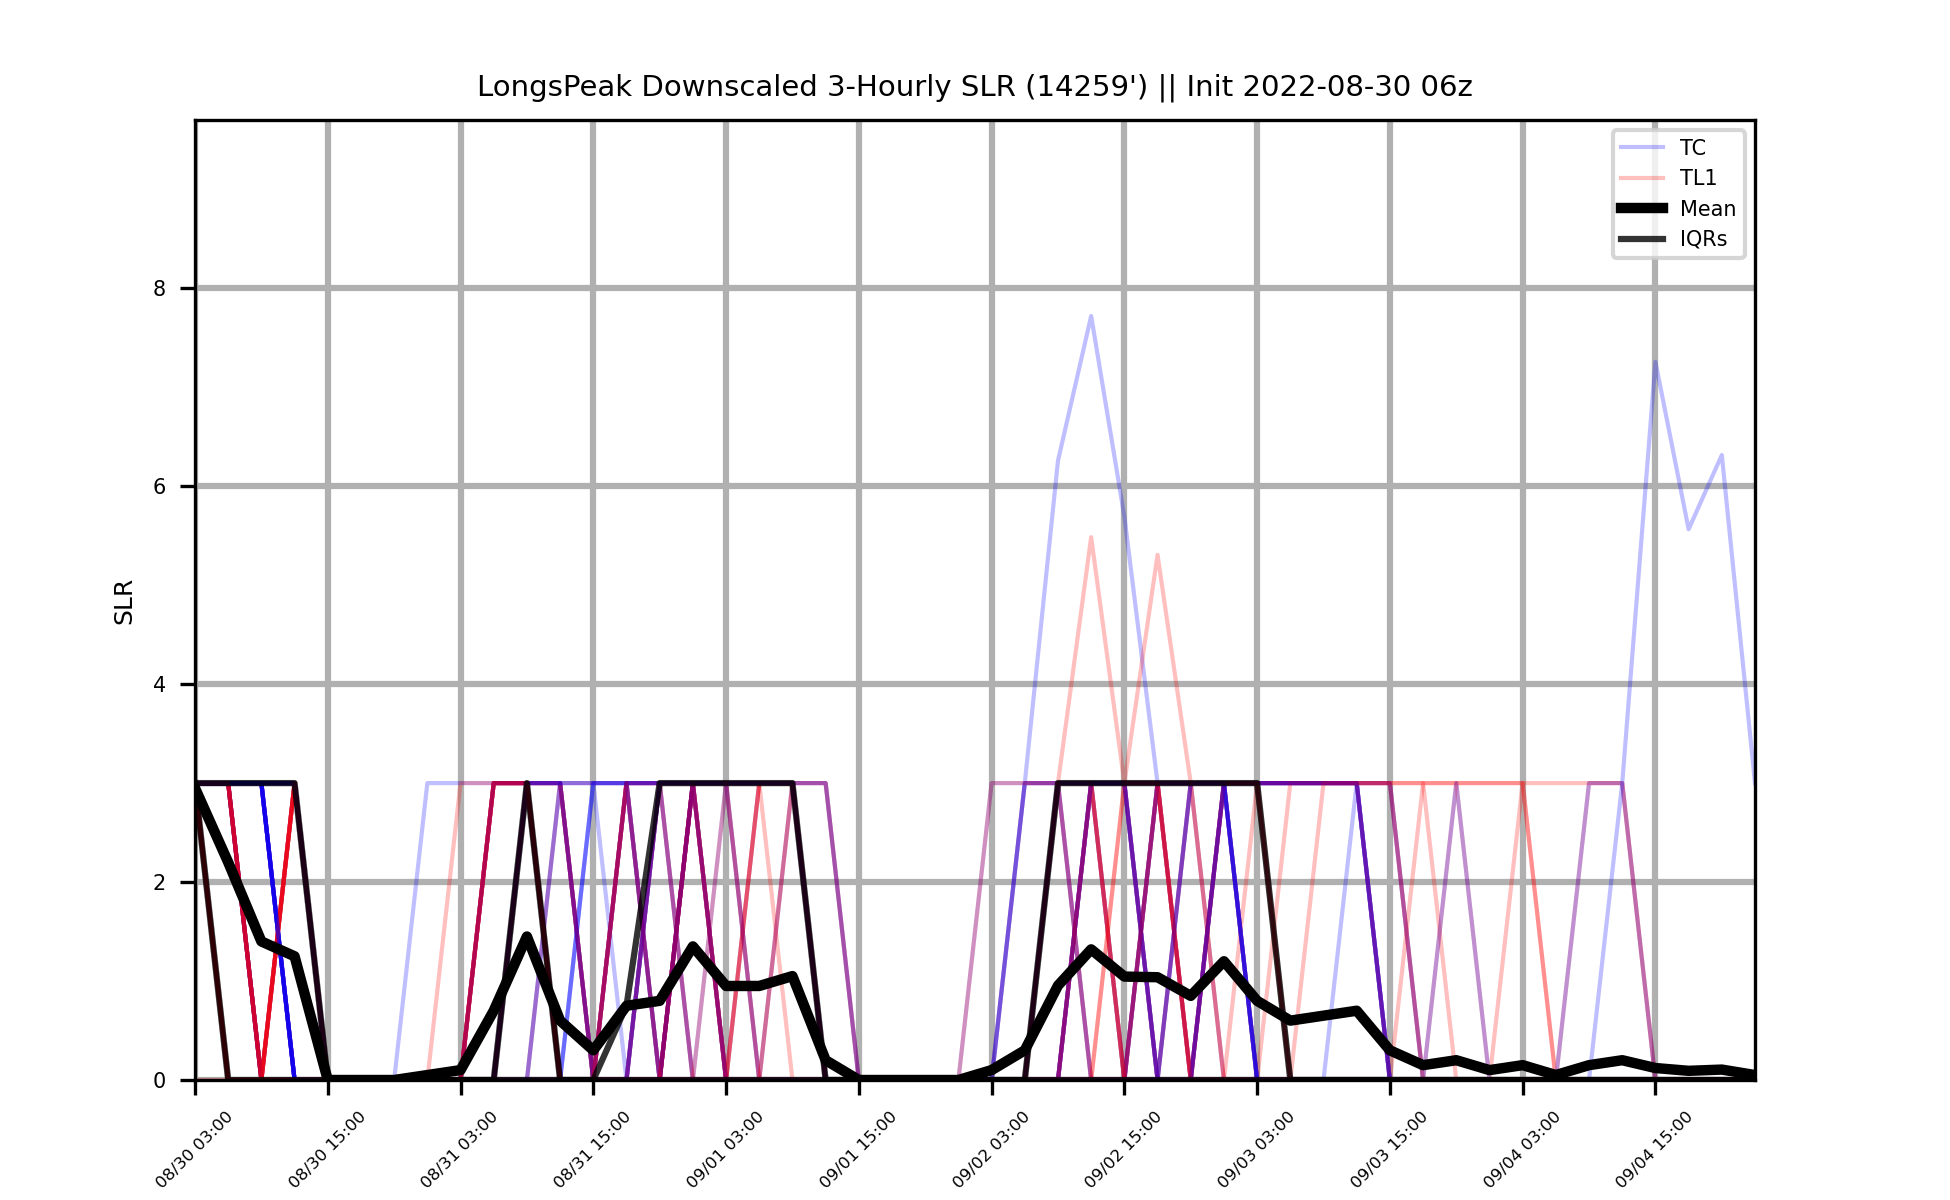 LongsPeak Downscaled 3-Hourly SLR (14259') || Init 2022-08-30 06z
TC
TL1
Mean
IQRs
8
6
4
2
0
SLR
08/30 03:00
08/30 15:00
08/31 03:00
08/31 15:00
09/01 03:00
09/01 15:00
09/02 03:00
09/02 15:00
09/03 03:00
09/03 15:00
09/04 03:00
09/04 15:00